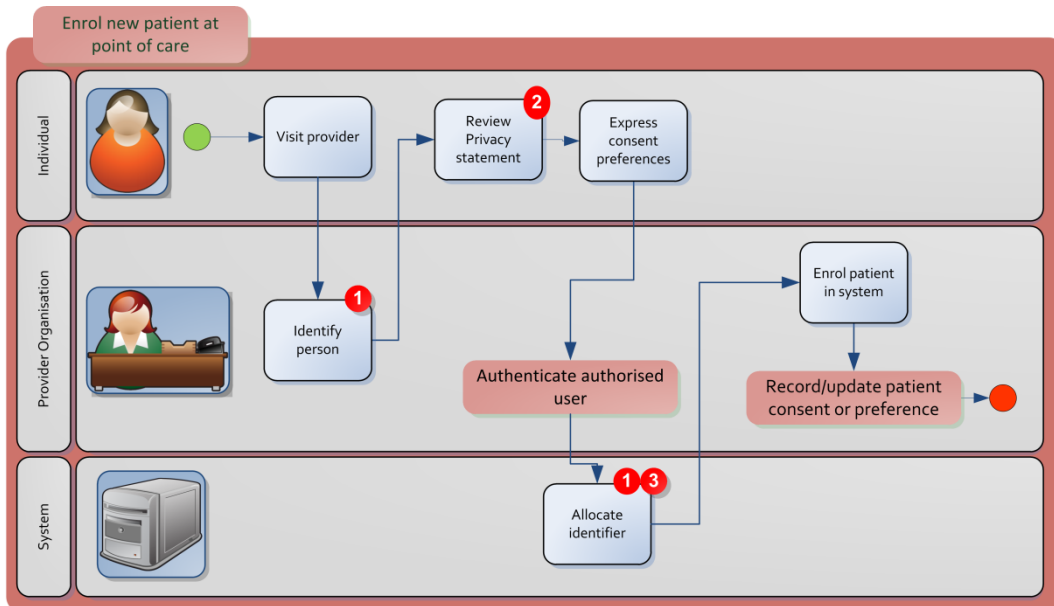 Enrol new patient at
point of care
Individual
Visit provider
2
Review
Privacy
statement
Express
consent
preferences
Provider Organisation
1
Identify
person
Authenticate authorised
user
Enrol patient
in system
Record/update patient
consent or preference
System
1
3
Allocate
identifier